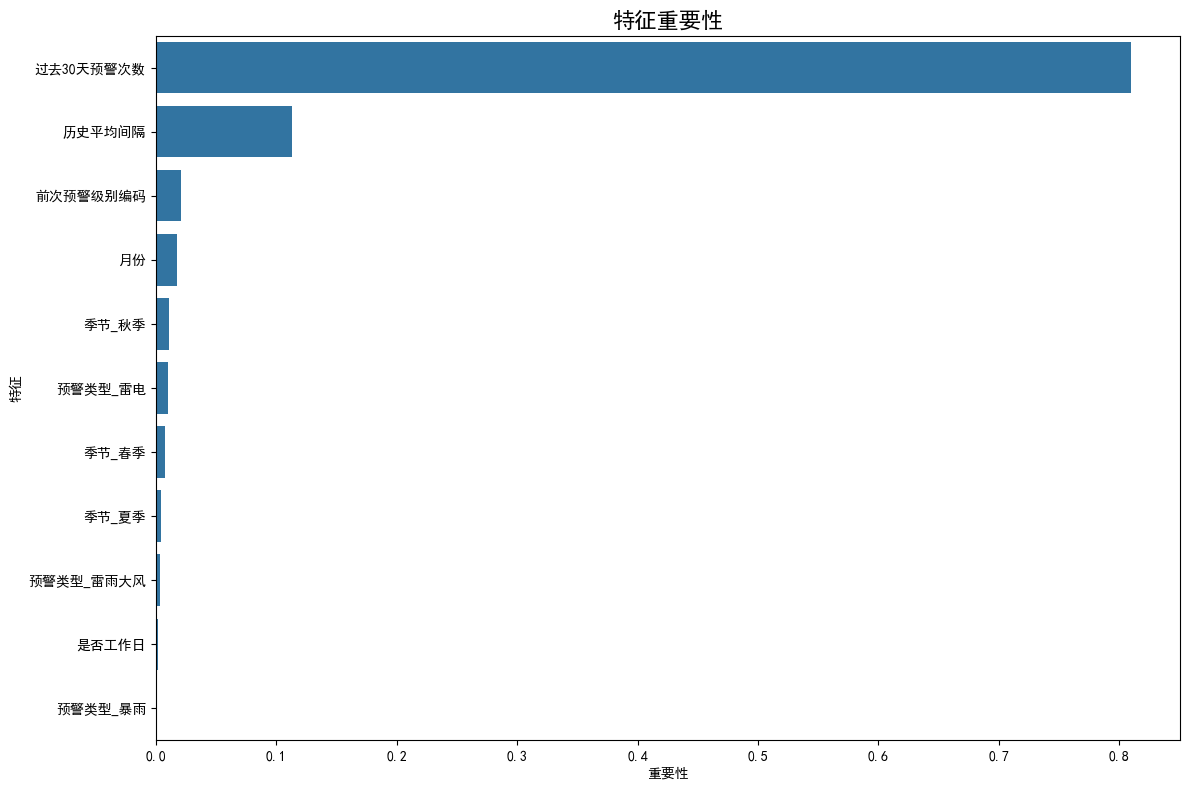 特征重要性
过去30天预警次数
历史平均间隔
前次预警级别编码
月份
季节_秋季
预警类型_雷电
季节_春季
季节_夏季
预警类型_雷雨大风
是否工作日
预警类型_暴雨
特征
0.0 0.1 0.2 0.3 0.4 0.5 0.6 0.7 0.8
重要性